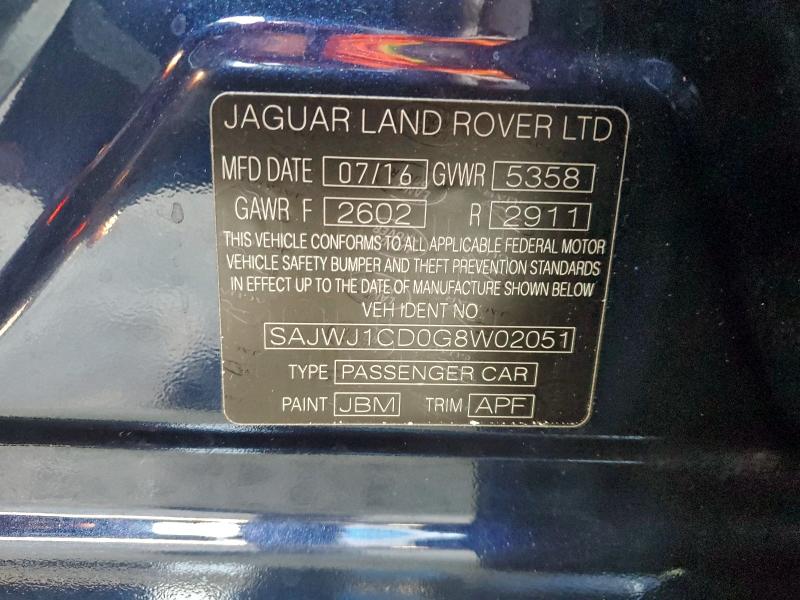 JAGUAR LAND ROVER LTD
MFD DATE 07/16 GVWR 5358
GAWR F 2602 R 2911
THIS VEHICLE CONFORMS TO ALL APPLICABLE FEDERAL MOTOR
VEHICLE SAFETY BUMPER AND THEFT PREVENTION STANDARDS
IN EFFECT UP TO THE DATE OF MANUFACTURE SHOWN BELOW
VEH IDENT NO.
SAJWJ1CD0G8W02051
TYPE PASSENGER CAR
PAINT JBM TRIM APF